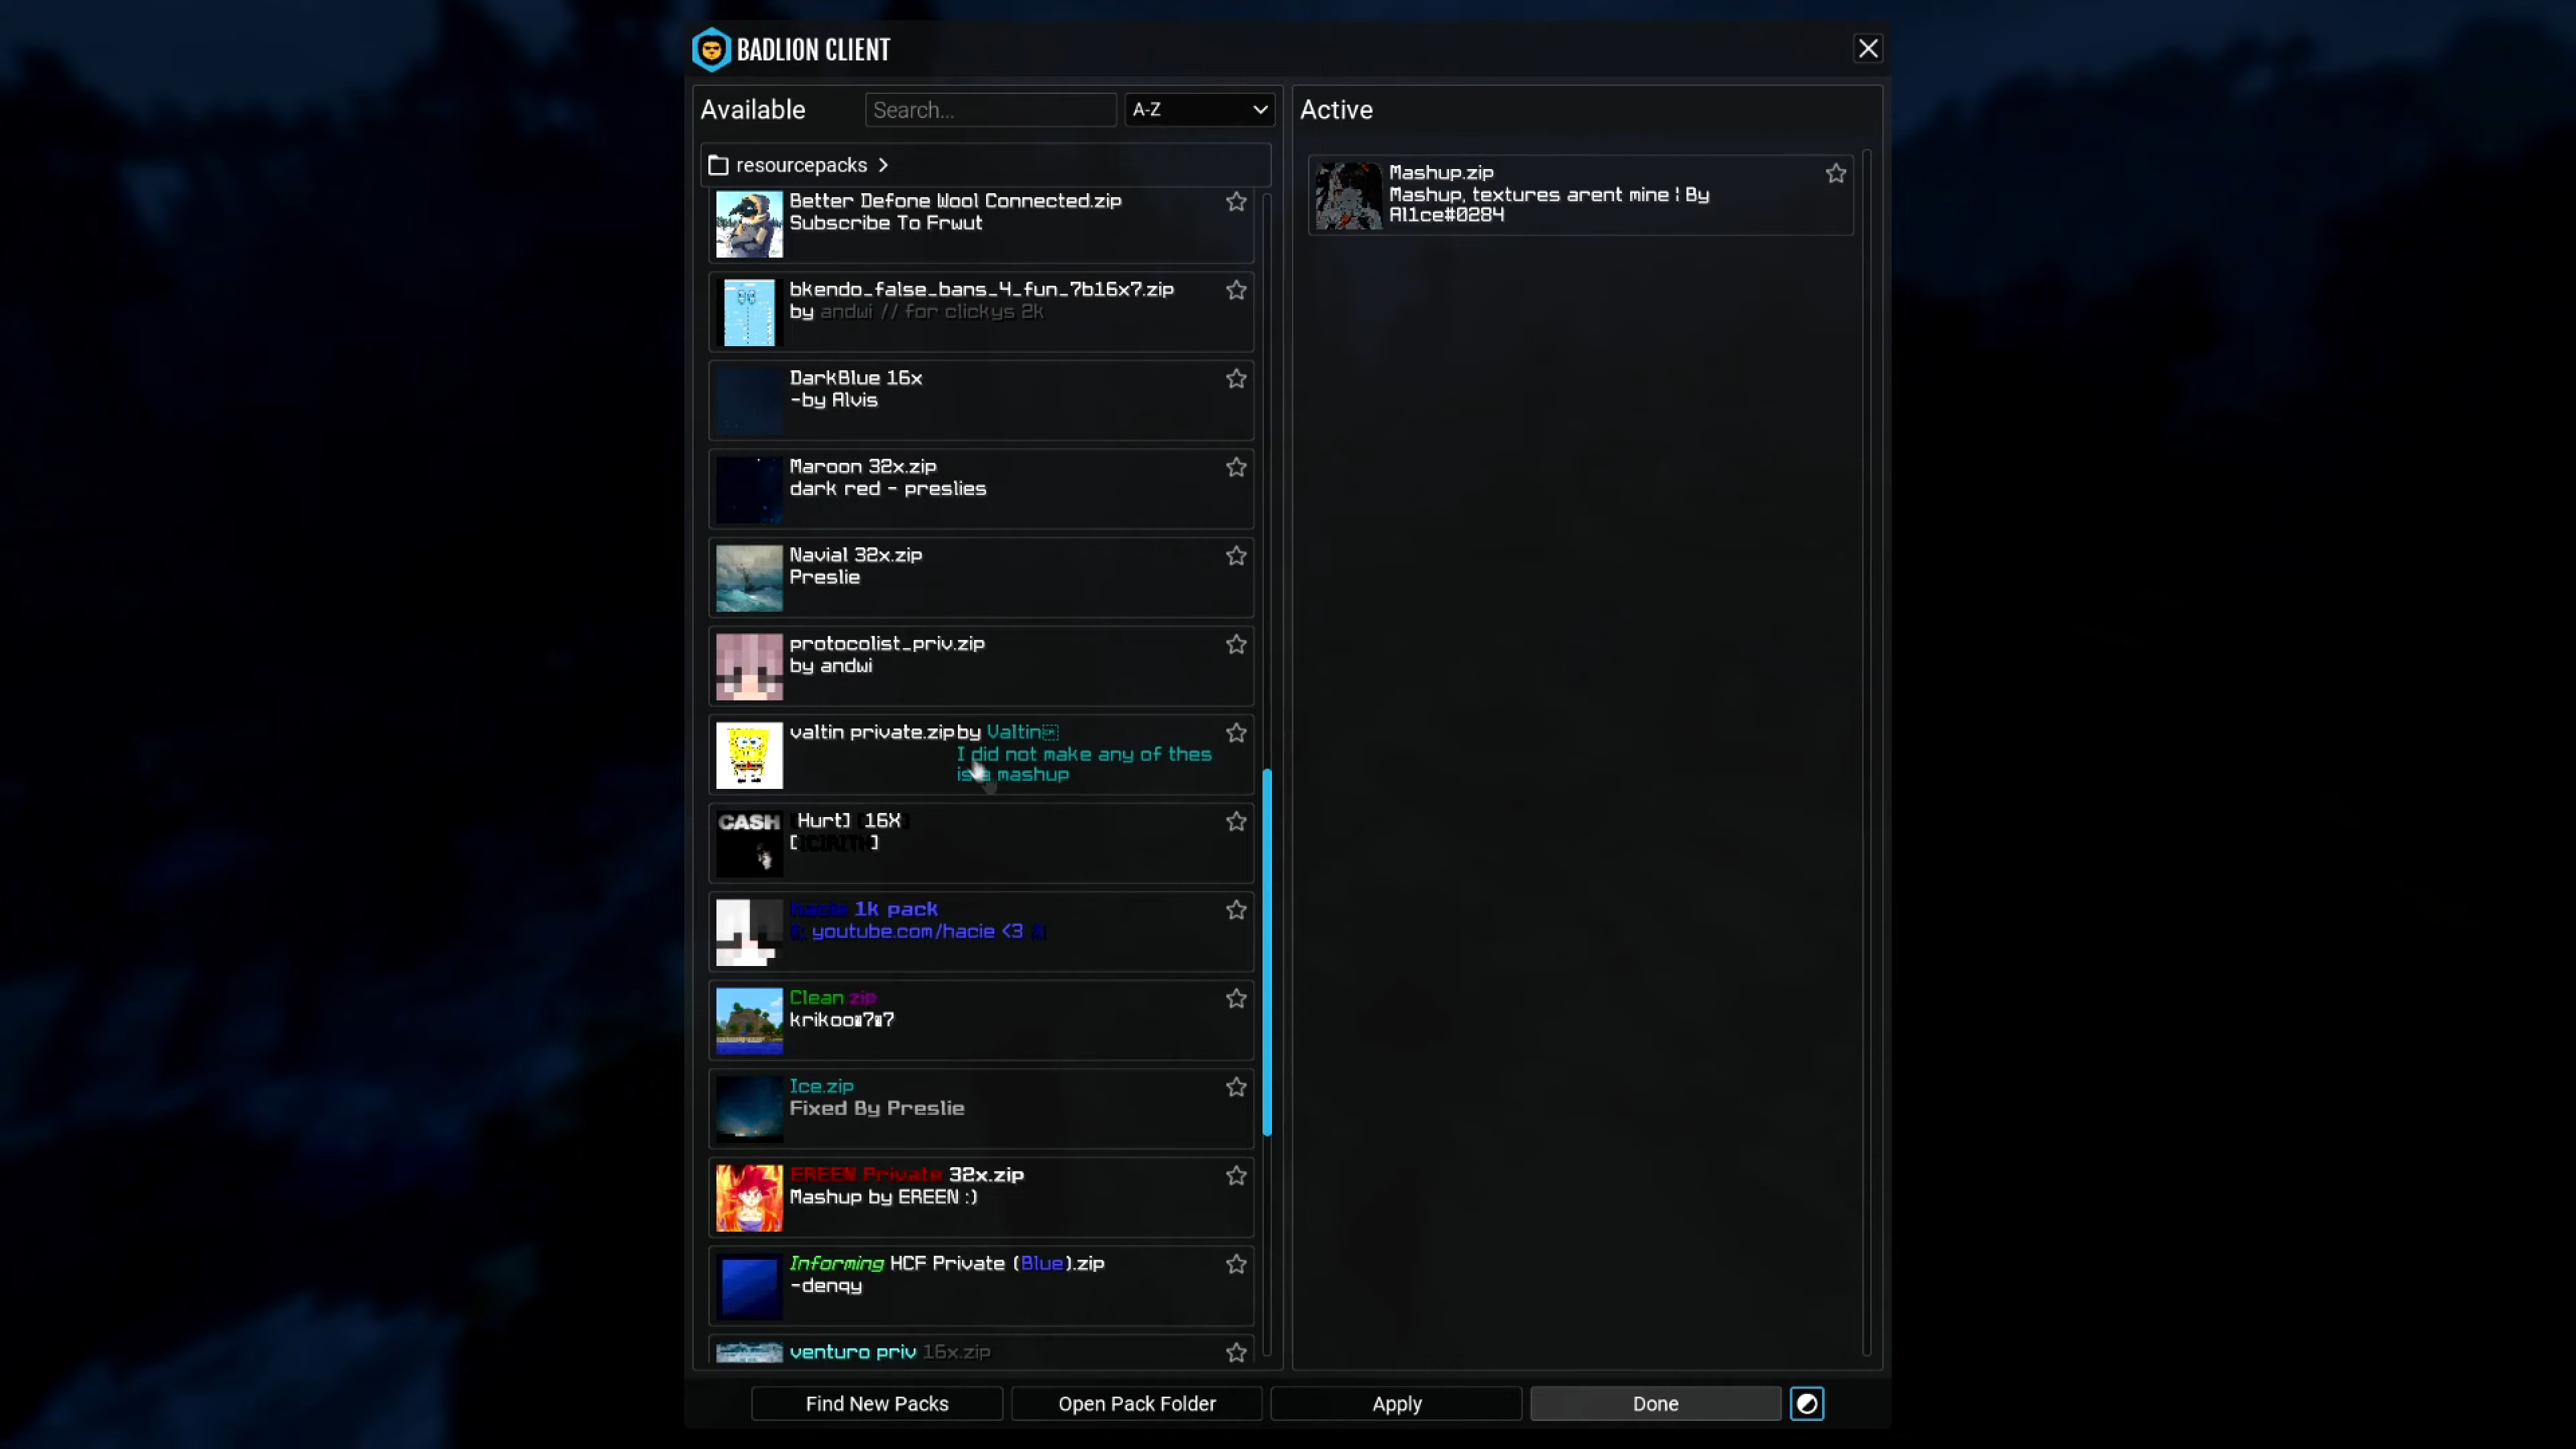 BADLION CLIENT
Available
Search...
A-Z
Active
resourcepacks
Better Defone Wool Connected.zip
Subscribe To Frwut
bkendo_false_bans_4_fun_7b16x7.zip
by andwi // for clickys 2k
DarkBlue 16x
-by Alvis
Maroon 32x.zip
dark red - preslies
Navial 32x.zip
Preslie
protocolist_priv.zip
by andwi
valtin private.zip by Valtin
I did not make any of thes
is a mashup
CASH
Hurt] 16X
[ ]
hacie 1k pack
youtube.com/hacie <3
Clean.zip
krikoo 7 7
Ice.zip
Fixed By Preslie
EREEN Private 32x.zip
Mashup by EREEN :)
Informing HCF Private (Blue).zip
-denqy
venturo priv 16x.zip
Mashup.zip
Mashup, textures arent mine ¦ By
Al1ce#0284
Find New Packs
Open Pack Folder
Apply
Done